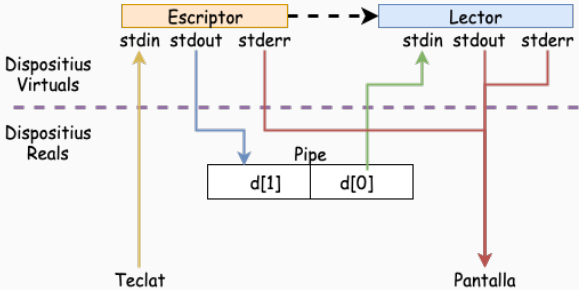 Escriptor
Lector
stdin stdout stderr
stdin stdout stderr
Dispositius
Virtuals
Dispositius
Reals
Pipe
d[1]
d[0]
Teclat
Pantalla